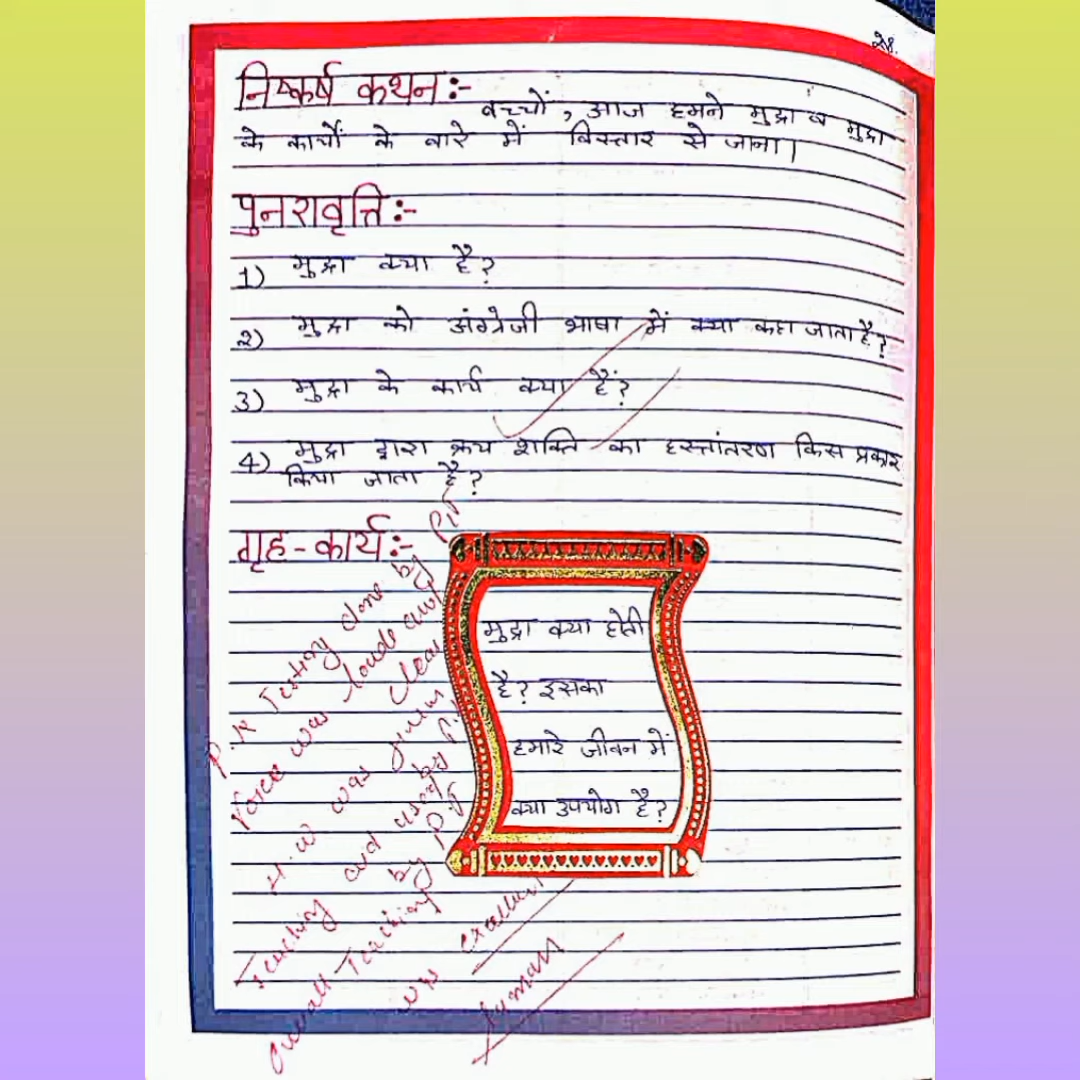 28.
निष्कर्ष कथन:-
बच्चों, आज हमने मुद्रा व मुद्रा
के कार्यों के बारे में विस्तार से जाना।
पुनरावृत्ति:-
1) मुद्रा क्या है?
2) मुद्रा को अंग्रेजी भाषा में क्या कहा जाता है?
3) मुद्रा के कार्य क्या हैं?
4) मुद्रा द्वारा क्रय शक्ति का हस्तांतरण किस प्रकार
किया जाता है?
गृह-कार्य:-
मुद्रा क्या होती
है? इसका
हमारे जीवन में
क्या उपयोग है?
P.K Testing done by P.T
Voice was loud and clear
H.W was given by P.T
Teaching aid used by P.T
Overall Teaching
was excellent
Suman